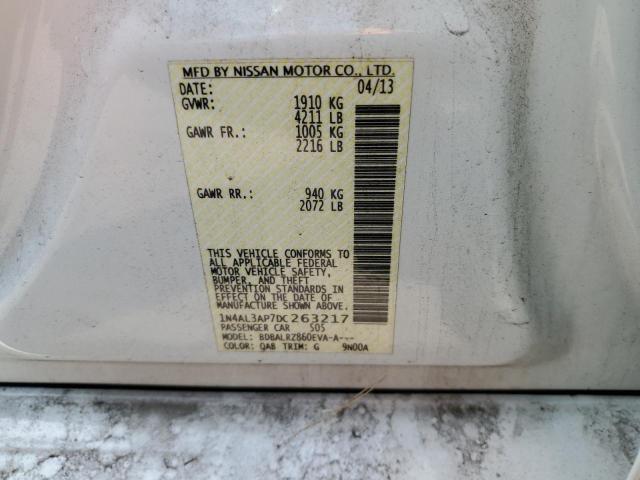 MFD BY NISSAN MOTOR CO., LTD.
DATE: 04/13
GVWR: 1910 KG
4211 LB
GAWR FR.: 1005 KG
2216 LB
GAWR RR.: 940 KG
2072 LB
THIS VEHICLE CONFORMS TO
ALL APPLICABLE FEDERAL
MOTOR VEHICLE SAFETY,
BUMPER, AND THEFT
PREVENTION STANDARDS IN
EFFECT ON THE DATE OF
MANUFACTURE SHOWN ABOVE.
1N4AL3AP7DC263217
PASSENGER CAR S05
MODEL: BDBALRZ860EVA-A---
COLOR: QAB TRIM: G 9N00A